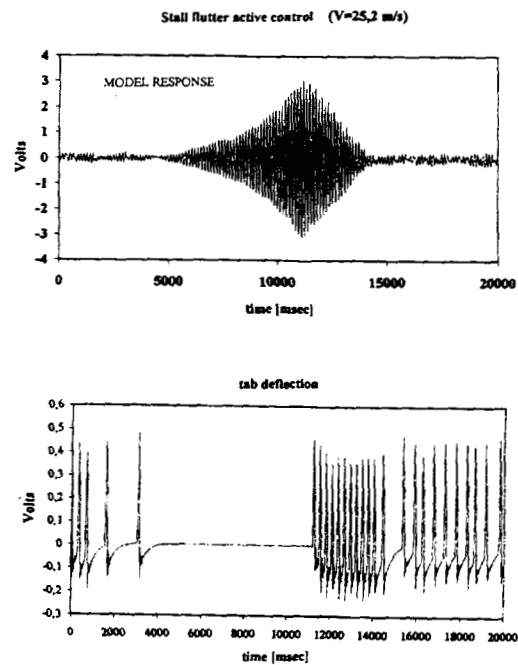 Stall flutter active control (V=25,2 m/s)
MODEL RESPONSE
Volts
4
3
2
1
0
-1
-2
-3
-4
0 5000 10000 15000 20000
time [msec]
tab deflection
Volts
0,6
0,5
0,4
0,3
0,2
0,1
0
-0,1
-0,2
-0,3
0 2000 4000 6000 8000 10000 12000 14000 16000 18000 20000
time [msec]